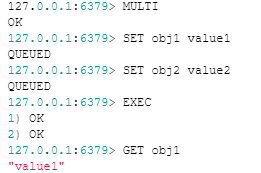 127.0.0.1:6379> MULTI
OK
127.0.0.1:6379> SET obj1 value1
QUEUED
127.0.0.1:6379> SET obj2 value2
QUEUED
127.0.0.1:6379> EXEC
1) OK
2) OK
127.0.0.1:6379> GET obj1
"value1"